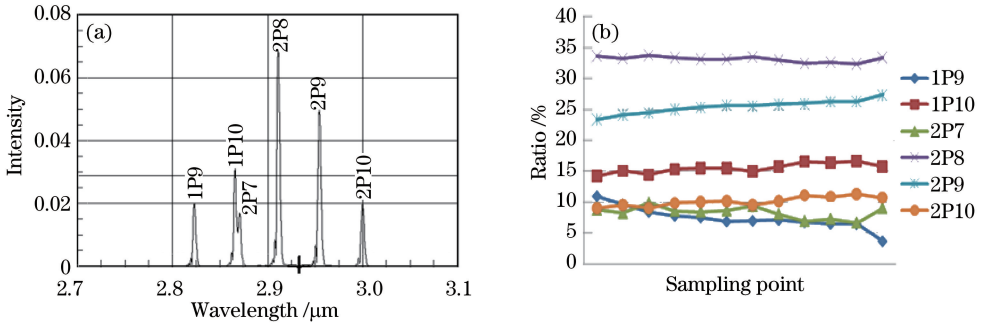 (a)
Intensity
0.08
0.06
0.04
0.02
0
1P9
1P10
2P7
2P8
2P9
2P10
2.7
2.8
2.9
3.0
3.1
Wavelength /μm
(b)
Ratio /%
40
35
30
25
20
15
10
5
0
Sampling point
1P9
1P10
2P7
2P8
2P9
2P10